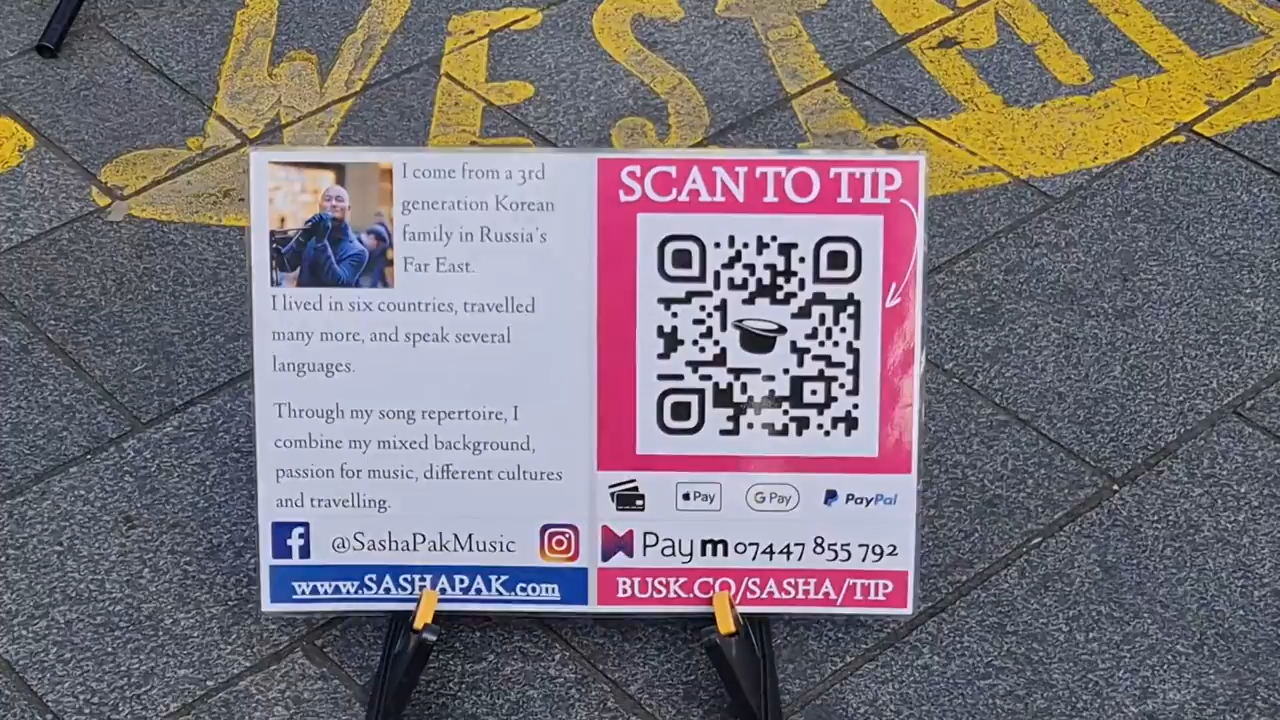 WESTMI
I come from a 3rd
generation Korean
family in Russia's
Far East.
I lived in six countries, travelled
many more, and speak several
languages.
Through my song repertoire, I
combine my mixed background,
passion for music, different cultures
and travelling.
@SashaPakMusic
www.SASHAPAK.com
SCAN TO TIP
Pay
G Pay
PayPal
Paym 07447 855 792
BUSK.CO/SASHA/TIP